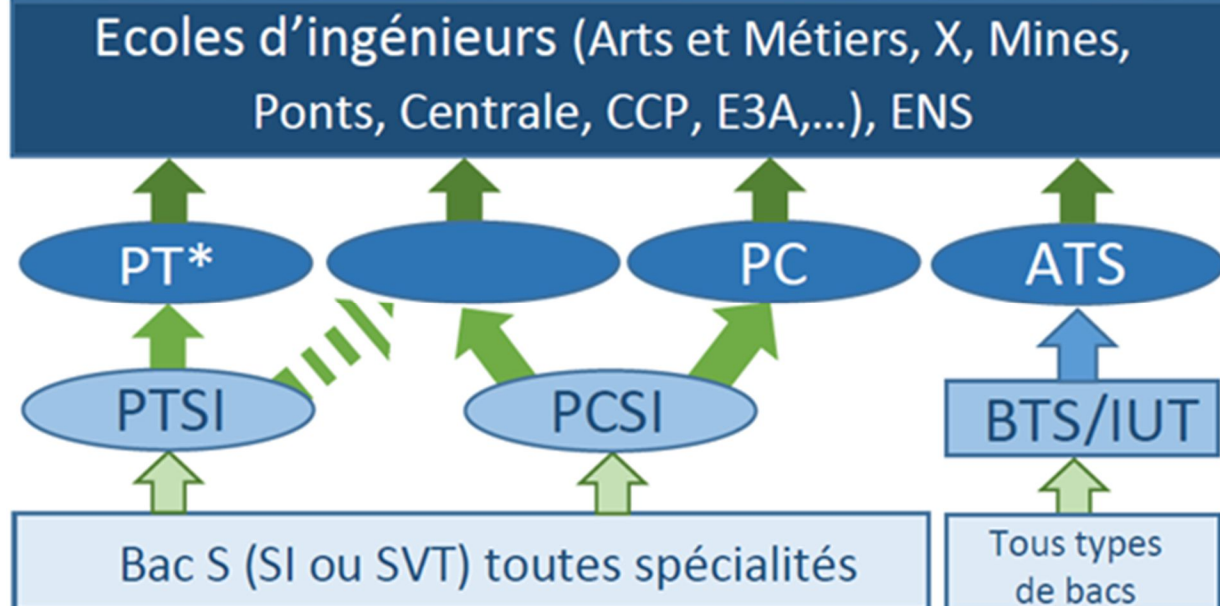 Ecoles d’ingénieurs (Arts et Métiers, X, Mines,
Ponts, Centrale, CCP, E3A,...), ENS
PT*
PC
ATS
PTSI
PCSI
BTS/IUT
Bac S (SI ou SVT) toutes spécialités
Tous types
de bacs